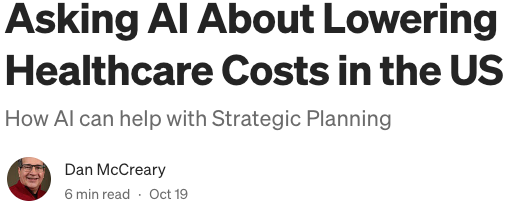 Asking AI About Lowering
Healthcare Costs in the US
How AI can help with Strategic Planning
Dan McCreary
6 min read · Oct 19